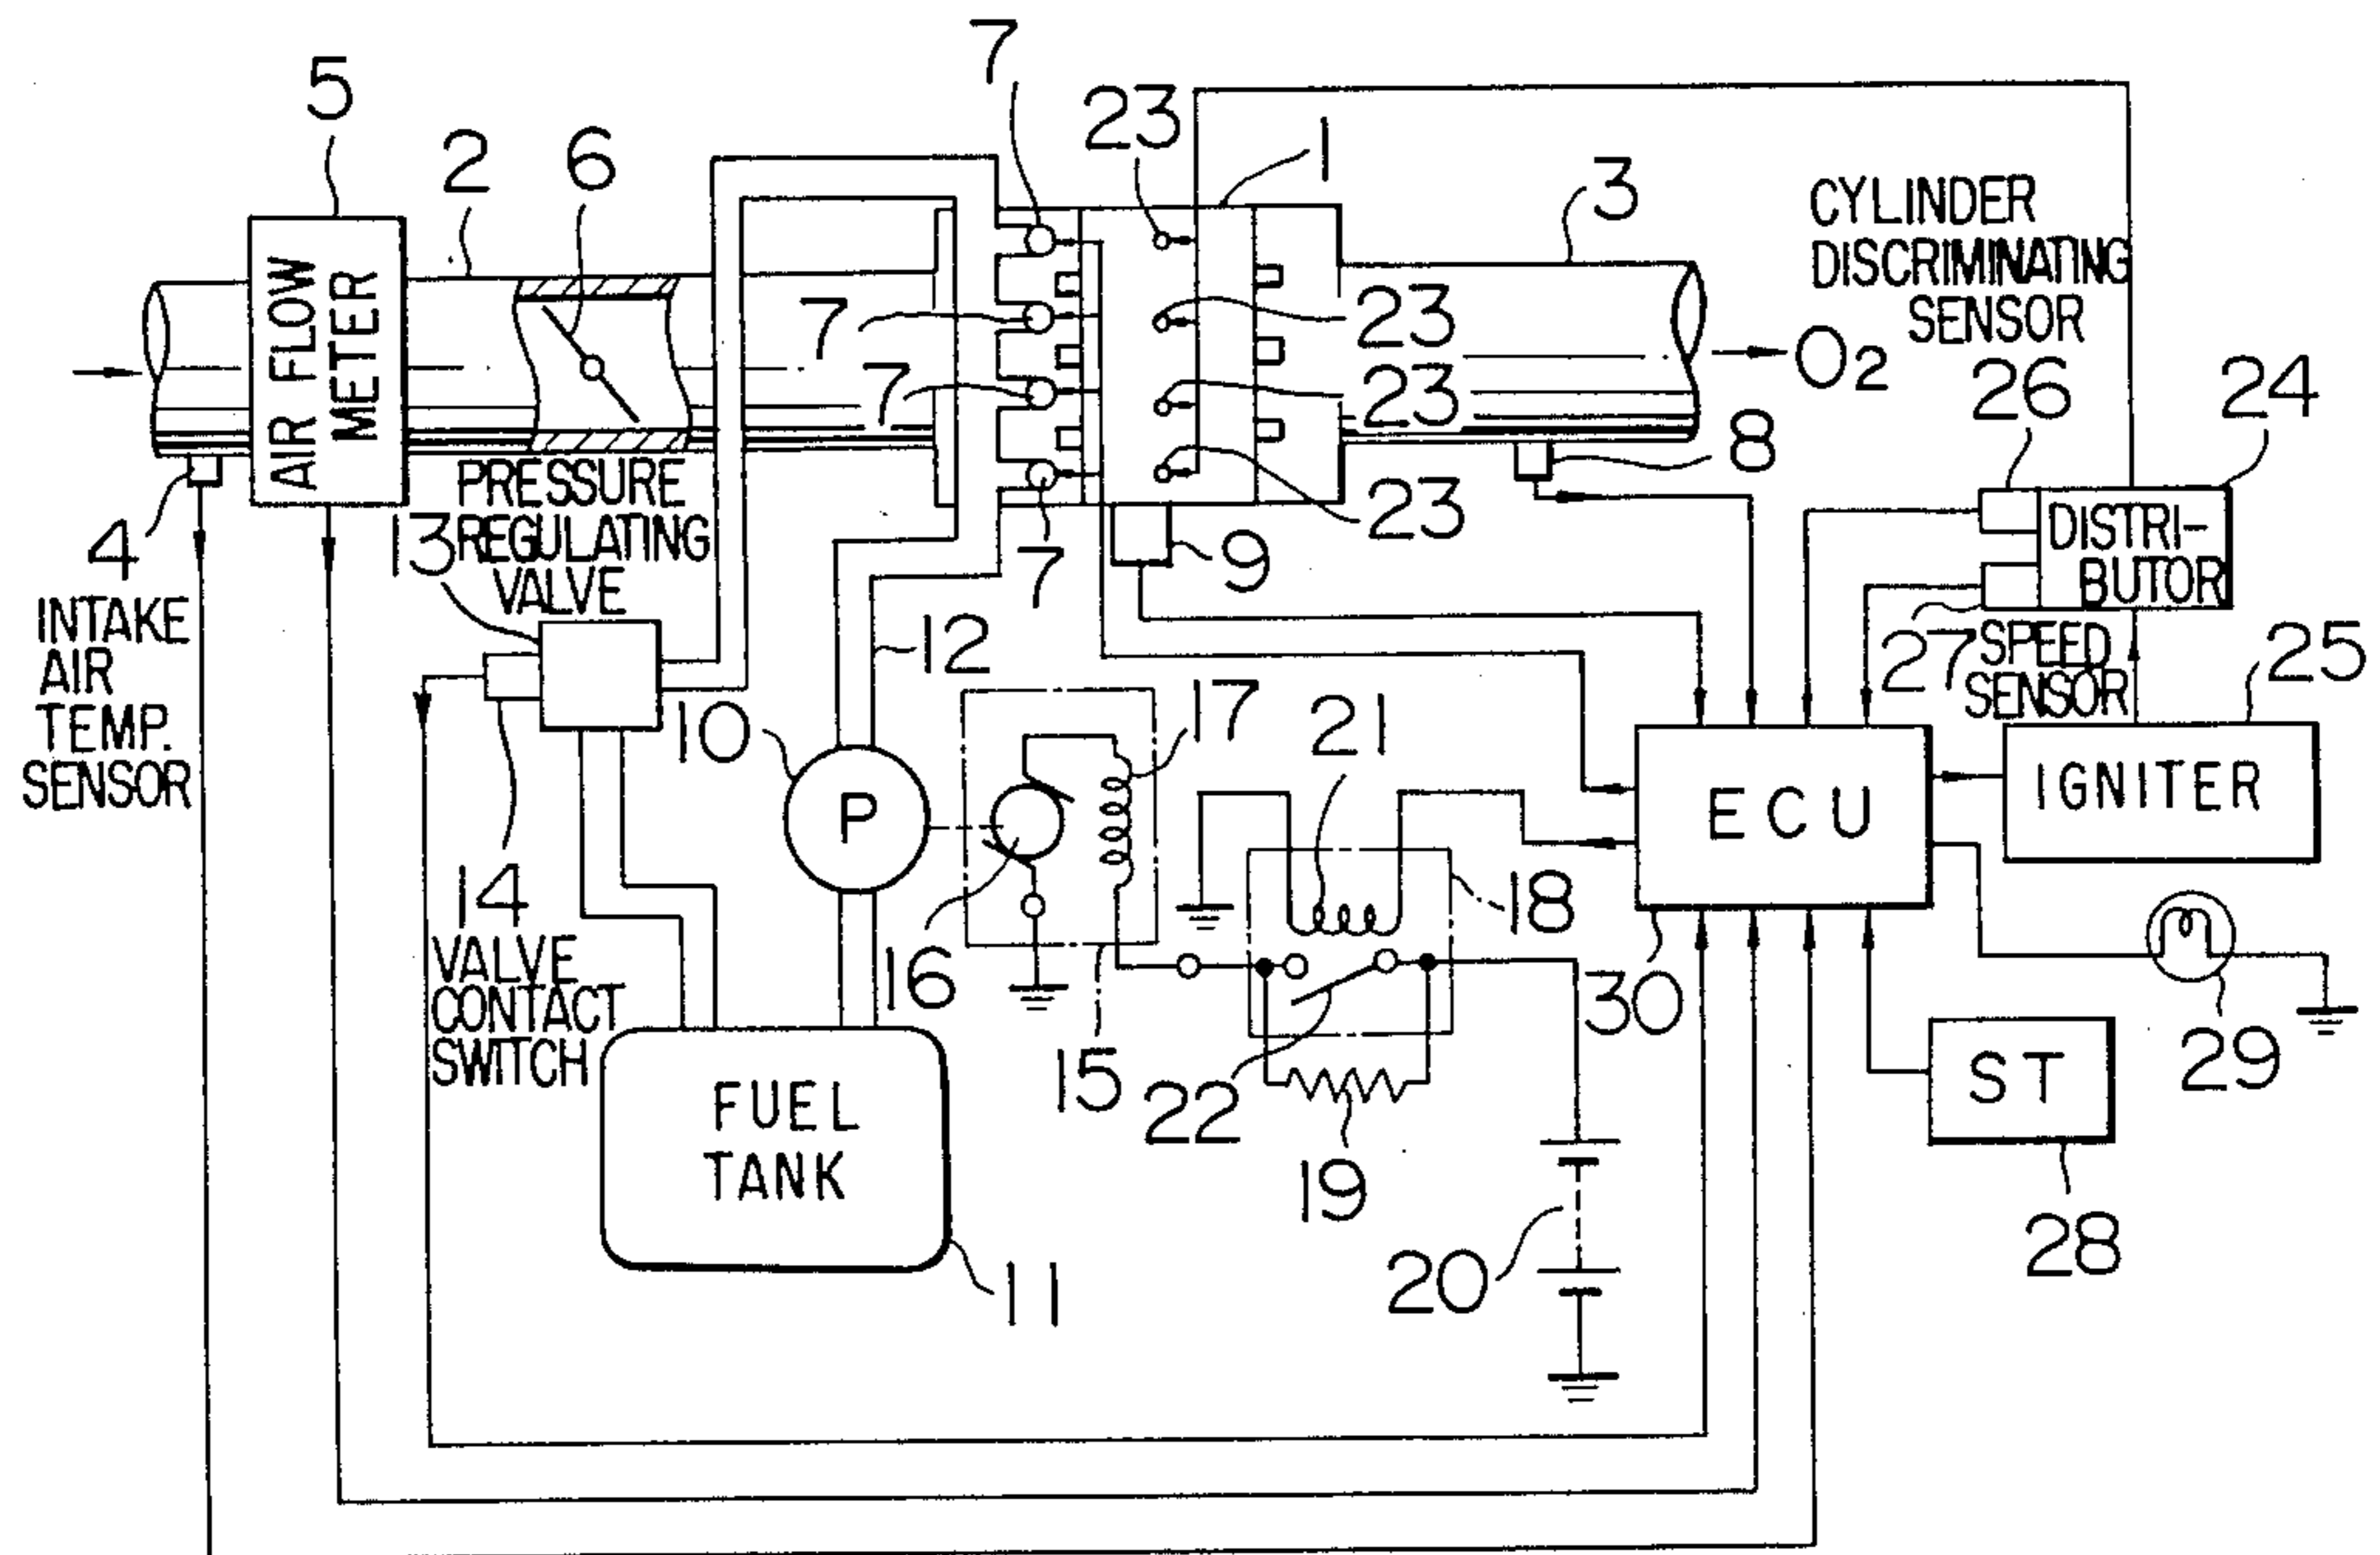 7
5
23
1
2
6
3
CYLINDER
DISCRIMINATING
SENSOR
AIR FLOW
METER
7
23
O2
7
23
26
24
8
4
PRESSURE
13 REGULATING
VALVE
7
9
23
DISTRI-
BUTOR
INTAKE
AIR
TEMP.
SENSOR
12
27 SPEED
SENSOR
25
10
17
21
P
ECU
IGNITER
14
VALVE
CONTACT
SWITCH
16
18
30
29
15
22
ST
FUEL
TANK
19
20
28
11